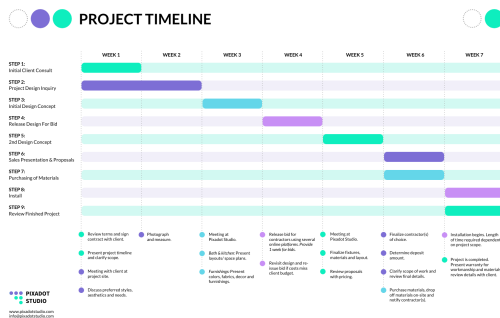 PROJECT TIMELINE
WEEK 1 WEEK 2 WEEK 3 WEEK 4 WEEK 5 WEEK 6 WEEK 7
STEP 1:
Initial Client Consult
STEP 2:
Project Design Inquiry
STEP 3:
Initial Design Concept
STEP 4:
Release Design For Bid
STEP 5:
2nd Design Concept
STEP 6:
Sales Presentation & Proposals
STEP 7:
Purchasing of Materials
STEP 8:
Install
STEP 9:
Review Finished Project
Review terms and sign
contract with client.
Present project timeline
and clarify scope.
Meeting with client at
project site.
Discuss preferred styles,
aesthetics and needs.
Photograph
and measure.
Meeting at
Pixadot Studio.
Bath & kitchen: Present
layouts/ space plans.
Furnishings: Present
colors, fabrics, decor and
furnishings.
Release bid for
contractors using several
online platforms. Provide
1 week for bids.
Revisit design and re-
issue bid if costs miss
client budget.
Meeting at
Pixadot Studio.
Finalize fixtures,
materials and layout.
Review proposals
with pricing.
Finalize contractor(s)
of choice.
Determine deposit
amount.
Clarify scope of work and
review final details.
Purchase materials, drop
off materials on-site and
notify contractor(s).
Installation begins. Length
of time required dependent
on project scope.
Project is completed.
Present warranty for
workmanship and materials
review details with client.
PIXADOT
STUDIO
www.pixadotstudio.com
info@pixadotstudio.com